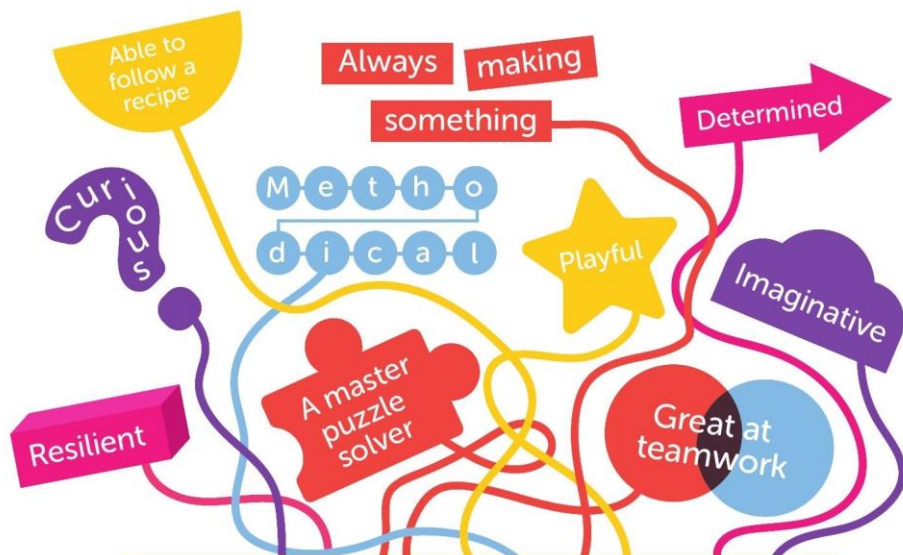 Able to
follow a
recipe
Always making
something
Determined
Curious
Metho
dical
Playful
Imaginative
A master
puzzle
solver
Resilient
Great at
teamwork